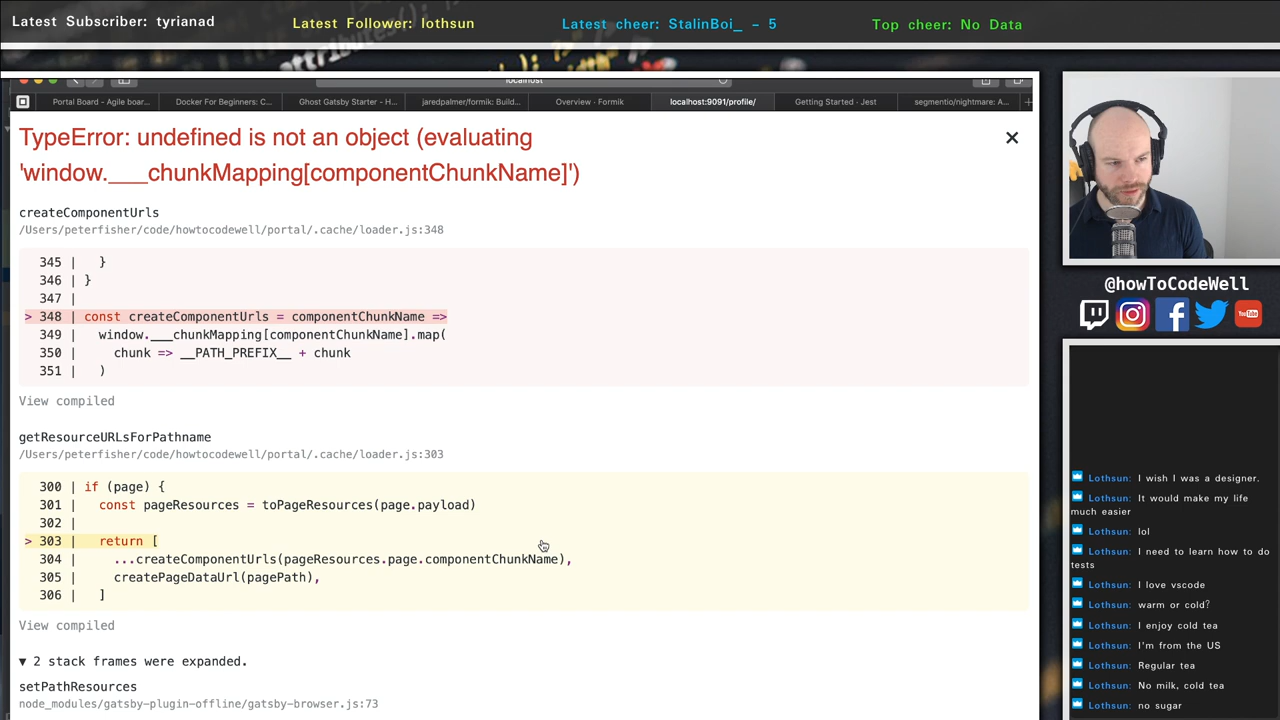 Latest Subscriber: tyrianad
Latest Follower: lothsun
Latest cheer: StalinBoi_ - 5
Top cheer: No Data
localhost
Portal Board - Agile boar...
Docker For Beginners: C...
Ghost Gatsby Starter - H...
jaredpalmer/formik: Build...
Overview · Formik
localhost:9091/profile/
Getting Started · Jest
segmentio/nightmare: A...
TypeError: undefined is not an object (evaluating
'window.___chunkMapping[componentChunkName]')
createComponentUrls
/Users/peterfisher/code/howtocodewell/portal/.cache/loader.js:348
345 | }
346 | }
347 |
> 348 | const createComponentUrls = componentChunkName =>
349 | window.___chunkMapping[componentChunkName].map(
350 | chunk => __PATH_PREFIX__ + chunk
351 | )
View compiled
getResourceURLsForPathname
/Users/peterfisher/code/howtocodewell/portal/.cache/loader.js:303
300 | if (page) {
301 | const pageResources = toPageResources(page.payload)
302 |
> 303 | return [
304 | ...createComponentUrls(pageResources.page.componentChunkName),
305 | createPageDataUrl(pagePath),
306 | ]
View compiled
▼ 2 stack frames were expanded.
setPathResources
node_modules/gatsby-plugin-offline/gatsby-browser.js:73
@howToCodeWell
YouTube
Lothsun: I wish I was a designer.
Lothsun: It would make my life
much easier
Lothsun: lol
Lothsun: I need to learn how to do
tests
Lothsun: I love vscode
Lothsun: warm or cold?
Lothsun: I enjoy cold tea
Lothsun: I'm from the US
Lothsun: Regular tea
Lothsun: No milk, cold tea
Lothsun: no sugar